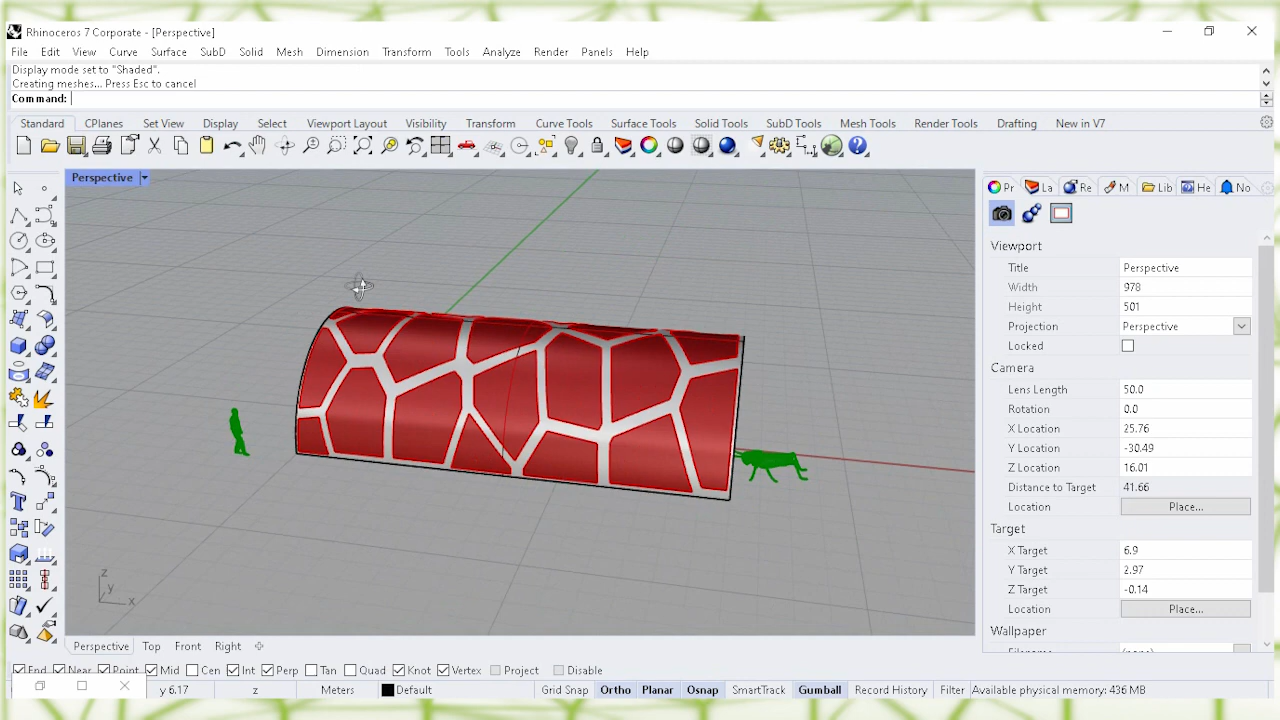 Rhinoceros 7 Corporate - [Perspective]
File Edit View Curve Surface SubD Solid Mesh Dimension Transform Tools Analyze Render Panels Help
Display mode set to "Shaded".
Creating meshes... Press Esc to cancel
Command:
Standard CPlanes Set View Display Select Viewport Layout Visibility Transform Curve Tools Surface Tools Solid Tools SubD Tools Mesh Tools Render Tools Drafting New in V7
Perspective
Pr La Re M Lib He No
Viewport
Title Perspective
Width 978
Height 501
Projection Perspective
Locked
Camera
Lens Length 50.0
Rotation 0.0
X Location 25.76
Y Location -30.49
Z Location 16.01
Distance to Target 41.66
Location Place...
Target
X Target 6.9
Y Target 2.97
Z Target -0.14
Location Place...
Wallpaper
z
y
x
Perspective Top Front Right
End Near Point Mid Cen Int Perp Tan Quad Knot Vertex Project Disable
y 6.17 z Meters Default Grid Snap Ortho Planar Osnap SmartTrack Gumball Record History Filter Available physical memory: 436 MB